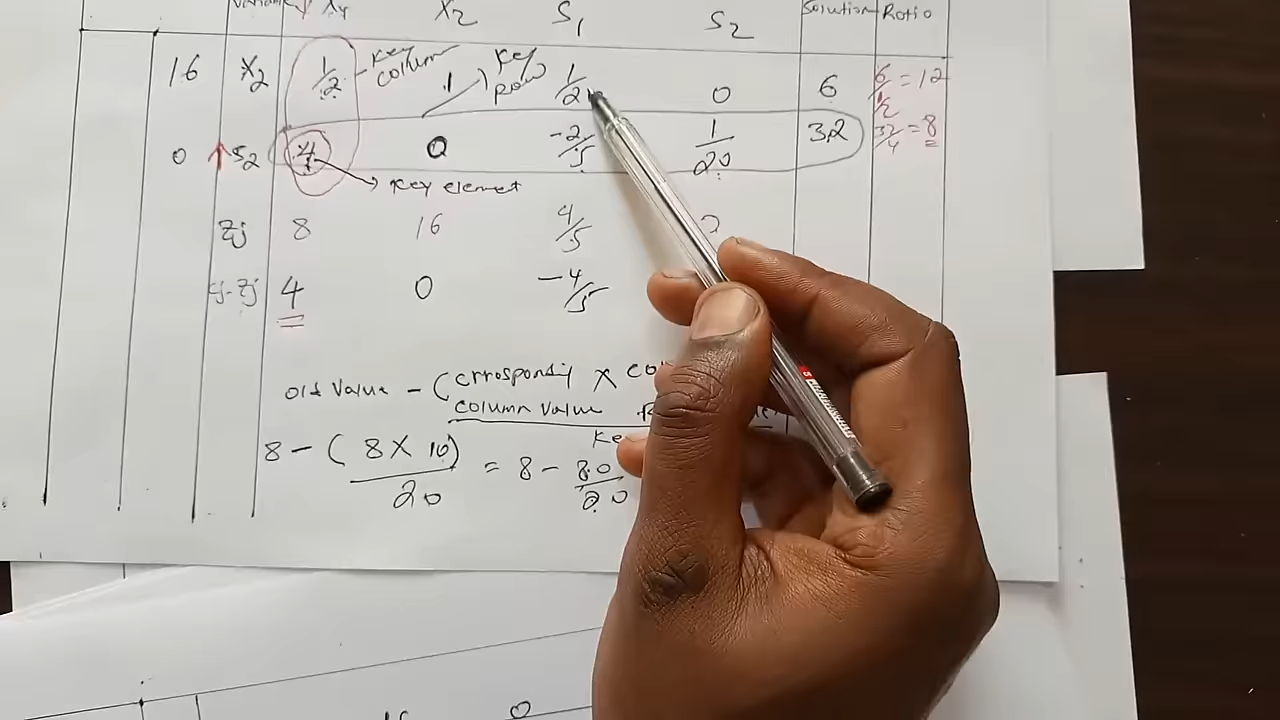 Variable X1 X2 S1 S2 Solution Ratio
16 X2 1/2 Key column 1 Key row 1/20 0 6 6/1/2 = 12
0 S2 4 0 -2/5 1/20 32 32/4 = 8
Key element
Zj 8 16 4/5
Cj-Zj 4 0 -4/5
Old Value - (Crrosponding X
column value
8 - (8 X 10) = 8 - 80
20 20